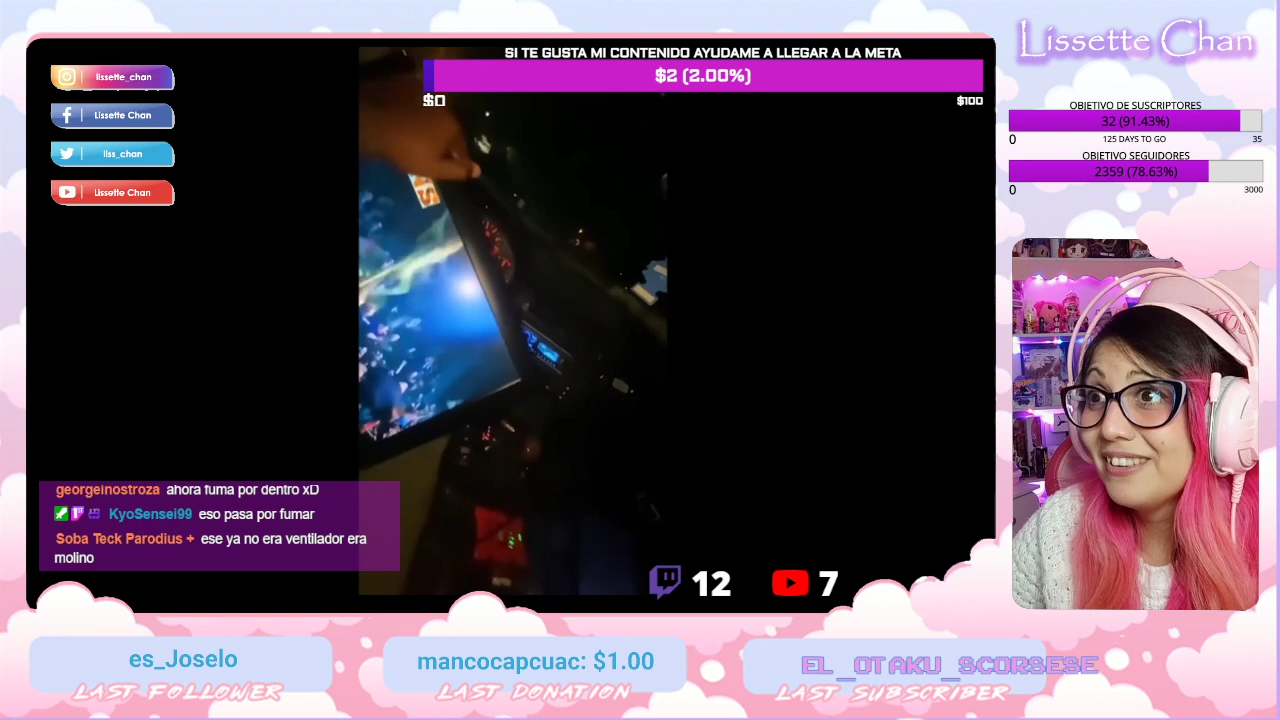 SI TE GUSTA MI CONTENIDO AYUDAME A LLEGAR A LA META
$2 (2.00%)
$0
$100
lissette_chan
Lissette Chan
liss_chan
Lissette Chan
Lissette Chan
OBJETIVO DE SUSCRIPTORES
32 (91.43%)
0
125 DAYS TO GO
35
OBJETIVO SEGUIDORES
2359 (78.63%)
0
3000
georgeinostroza ahora fuma por dentro xD
KyoSensei99 eso pasa por fumar
Soba Teck Parodius + ese ya no era ventilador era
molino
12
7
es_Joselo
LAST FOLLOWER
mancocapcuac: $1.00
LAST DONATION
EL_OTAKU_SCORSESE
LAST SUBSCRIBER